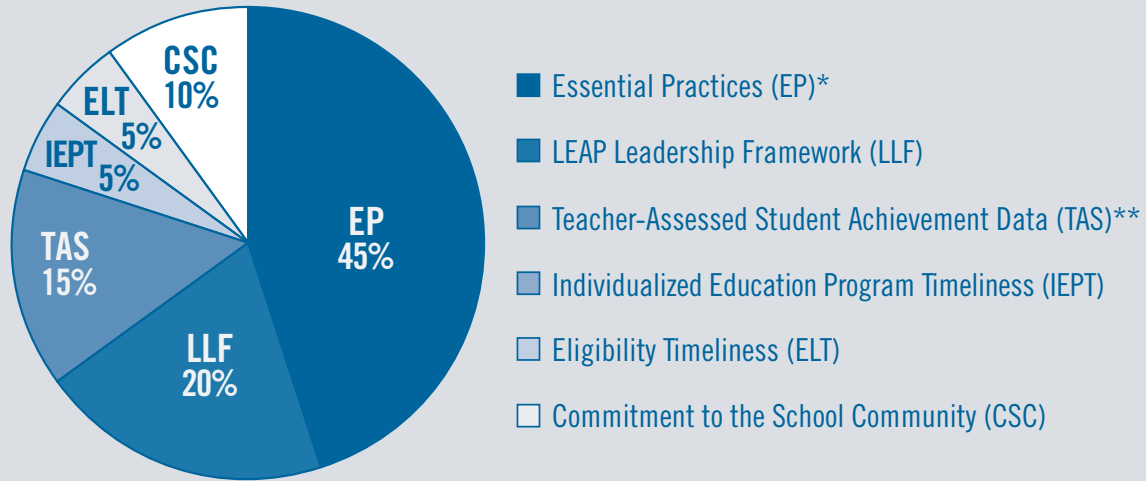 CSC
10%
ELT
5%
IEPT
5%
TAS
15%
LLF
20%
EP
45%
Essential Practices (EP)*
LEAP Leadership Framework (LLF)
Teacher-Assessed Student Achievement Data (TAS)**
Individualized Education Program Timeliness (IEPT)
Eligibility Timeliness (ELT)
Commitment to the School Community (CSC)